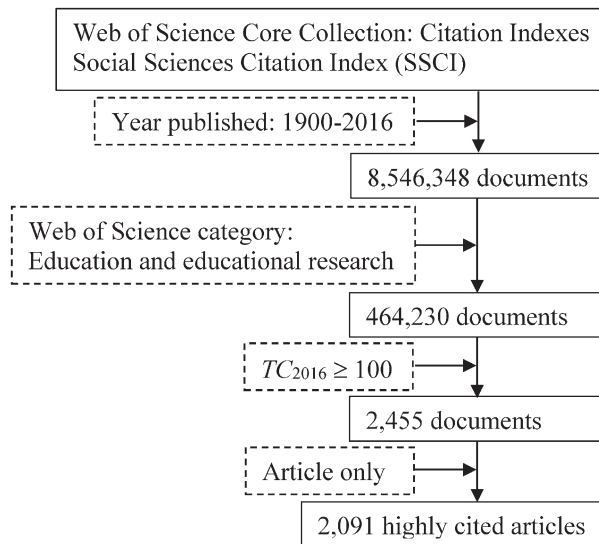 Web of Science Core Collection: Citation Indexes
Social Sciences Citation Index (SSCI)
Year published: 1900-2016
8,546,348 documents
Web of Science category:
Education and educational research
464,230 documents
TC2016 ≥ 100
2,455 documents
Article only
2,091 highly cited articles